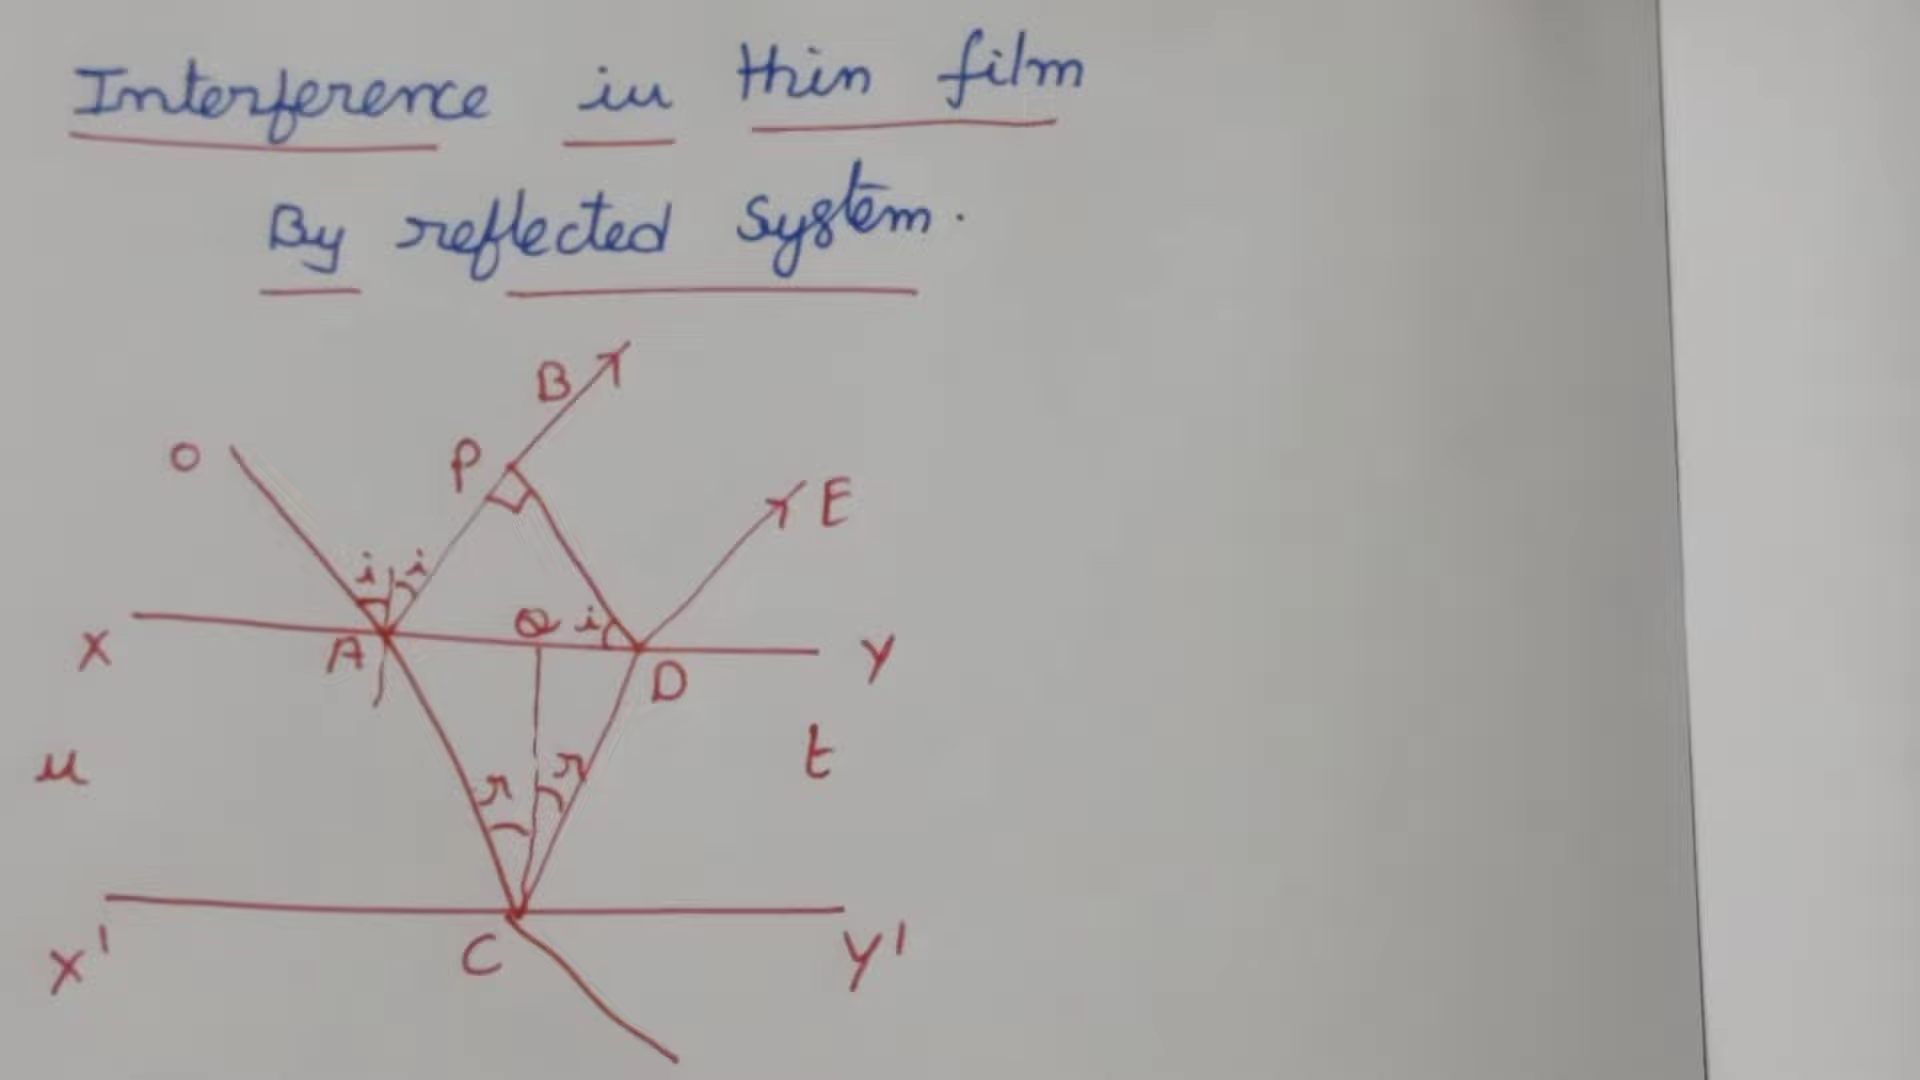 Interference in thin film
By reflected system.
B
O P
E
i i
Q i
X A D Y
μ t
r r
X' C Y'